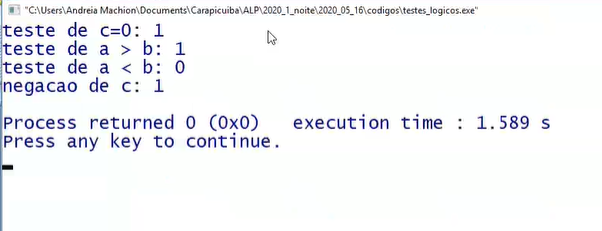 "C:\Users\Andreia Machion\Documents\Carapicuiba\ALP\2020_1_noite\2020_05_16\codigos\testes_logicos.exe"
teste de c=0: 1
teste de a > b: 1
teste de a < b: 0
negacao de c: 1
Process returned 0 (0x0)   execution time : 1.589 s
Press any key to continue.